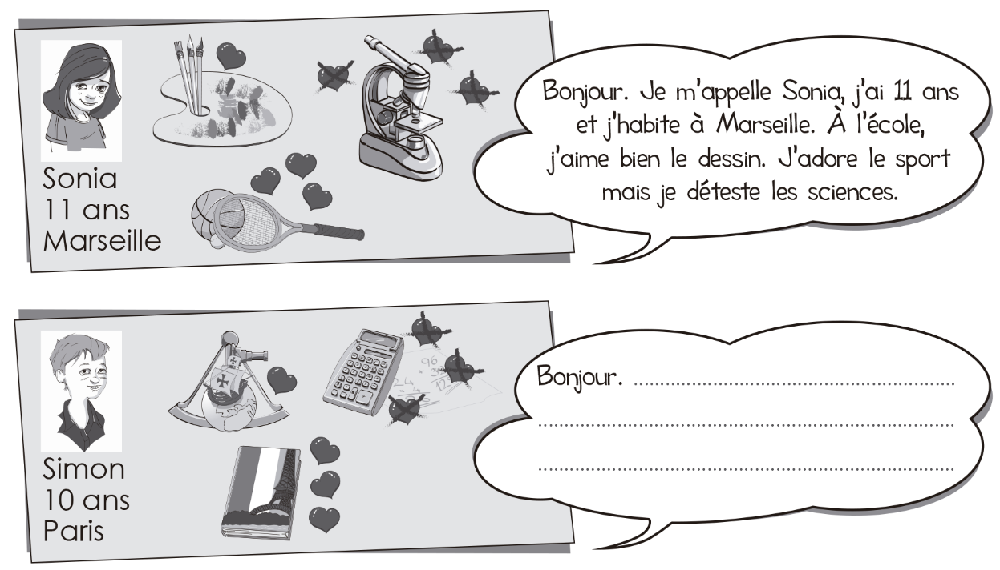 Sonia
11 ans
Marseille
Bonjour. Je m'appelle Sonia, j'ai 11 ans
et j'habite à Marseille. À l'école,
j'aime bien le dessin. J'adore le sport
mais je déteste les sciences.
Simon
10 ans
Paris
Bonjour.